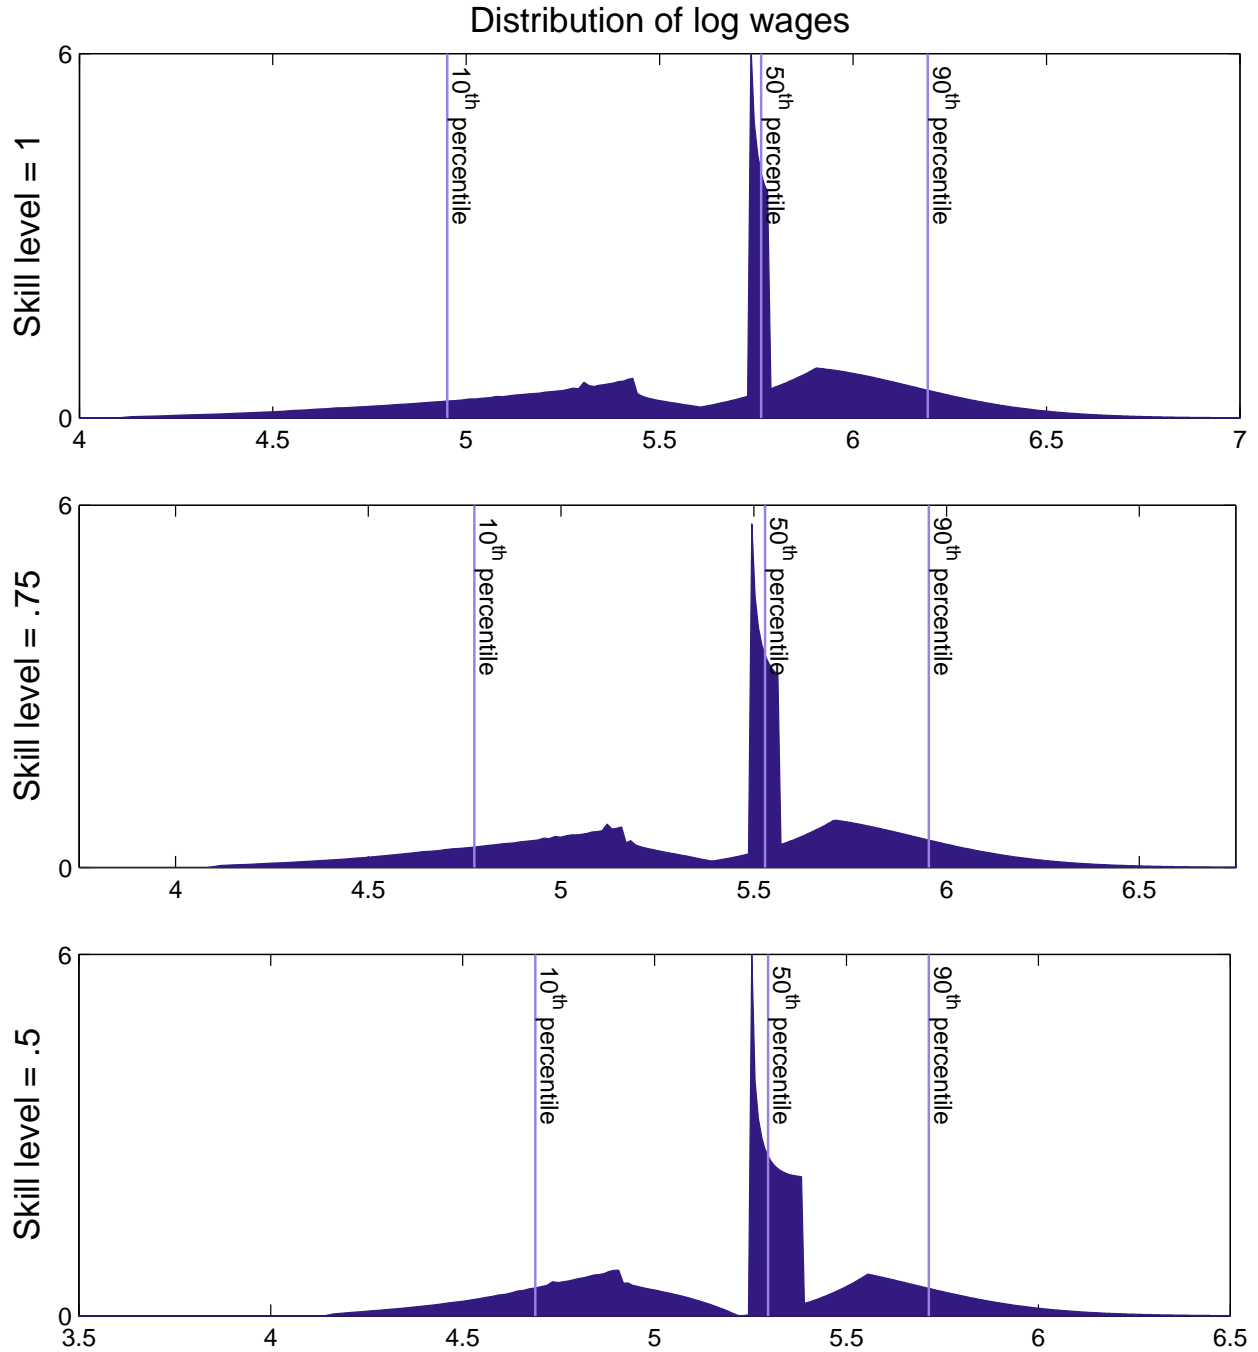 Distribution of log wages
Skill level = 1
6
0
10th percentile
50th percentile
90th percentile
4 4.5 5 5.5 6 6.5 7
Skill level = .75
6
0
10th percentile
50th percentile
90th percentile
4 4.5 5 5.5 6 6.5
Skill level = .5
6
0
10th percentile
50th percentile
90th percentile
3.5 4 4.5 5 5.5 6 6.5